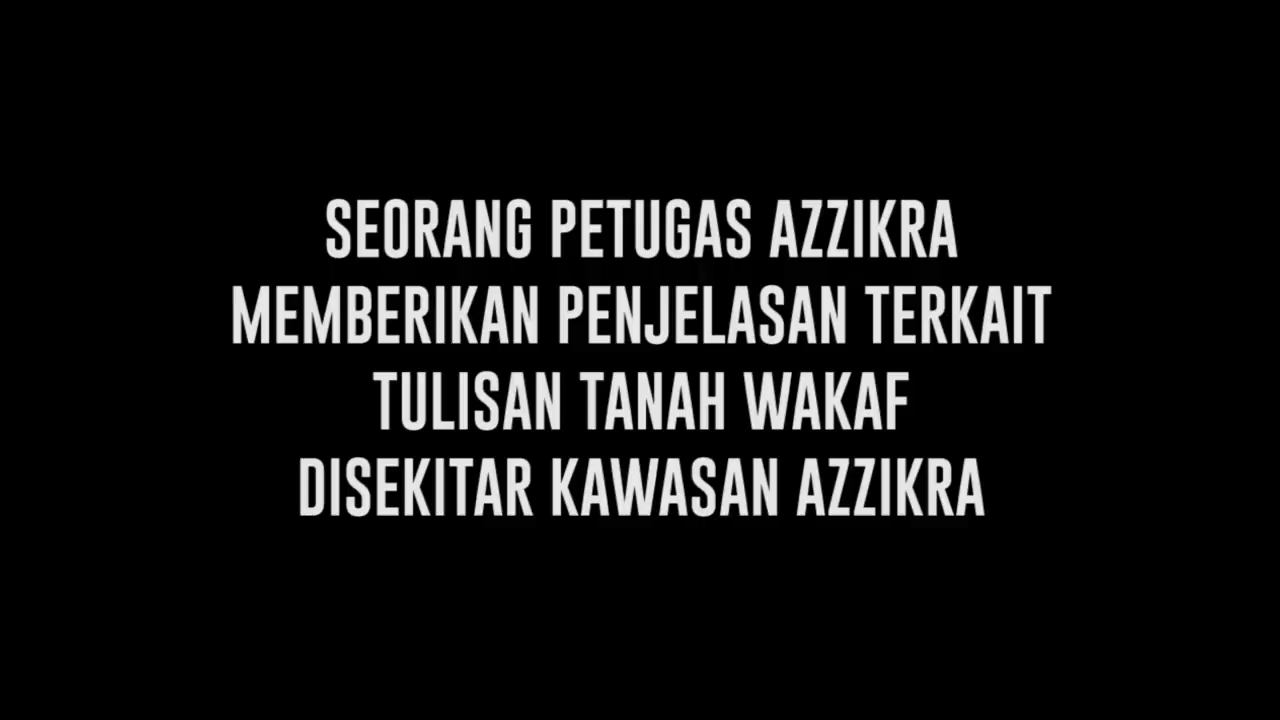 SEORANG PETUGAS AZZIKRA
MEMBERIKAN PENJELASAN TERKAIT
TULISAN TANAH WAKAF
DISEKITAR KAWASAN AZZIKRA